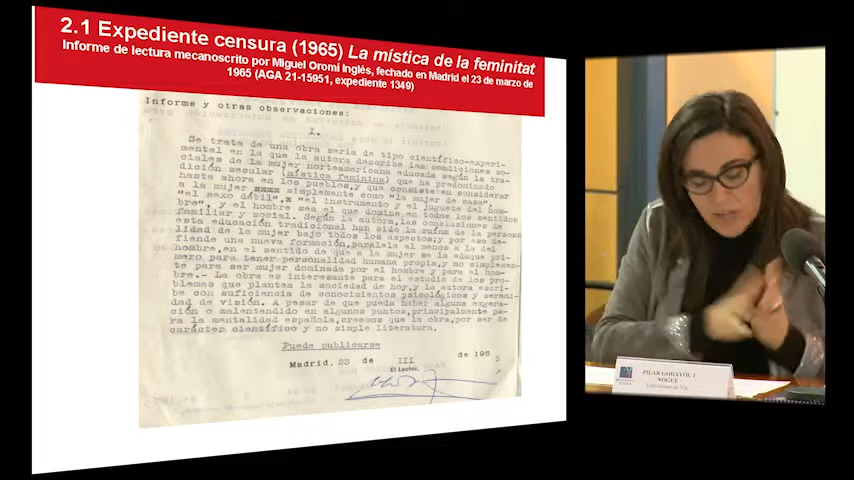 2.1 Expediente censura (1965) La mística de la feminitat
Informe de lectura mecanoscrito por Miguel Oromí Inglés, fechado en Madrid el 23 de marzo de
1965 (AGA 21-15951, expediente 1349)
Informe y otras observaciones:
I.
Se trata de una obra seria de tipo científico-experi-
mental en la que la autora describe las condiciones so-
ciales de la mujer norteamericana educada según la tra-
dición secular (mística feminina) que ha predominado
hasta ahora en los pueblos, y que consiste en considerar
a la mujer xxxx simplemente como "la mujer de casa",
"el sexo débil",x "el instrumento y el juguete del hom-
bre", y el hombre sea el que domine en todos los sentidos
familiar y social. Según la autora, las conclusiones de
esta educación tradicional han sido la ruina de la persona
lidad de la mujer bajo todos los aspectos; y por eso de-
fiende una nueva formación, paralela al menos a la del
hombre, en el sentido de que a la mujer se la eduque pri-
mero para tener personalidad humana propia, y no simplemen-
te para ser mujer dominada por el hombre y para el hom-
bre.- La obra es interesante para el estudio de los pro-
blemas que plantea la sociedad de hoy, y la autora escri-
be con suficiencia de conocimientos psicológicos y sereni-
dad de visión. A pesar de que pueda haber alguna exgera-
ción o malentendido en algunos puntos, principalmente pa-
ra la mentalidad española, creemos que la obra, por ser de
carácter científico y no simple literatura.
Puede publicarse
Madrid, 23 de III de 196 5
El Lector,
PILAR GODAYOL I
NOGUÉ
Universitat de Vic